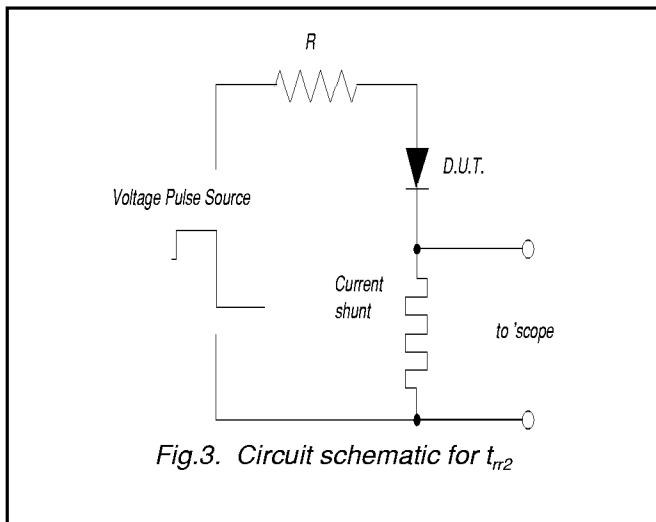 R
D.U.T.
Voltage Pulse Source
Current
shunt
to 'scope
Fig.3. Circuit schematic for trr2